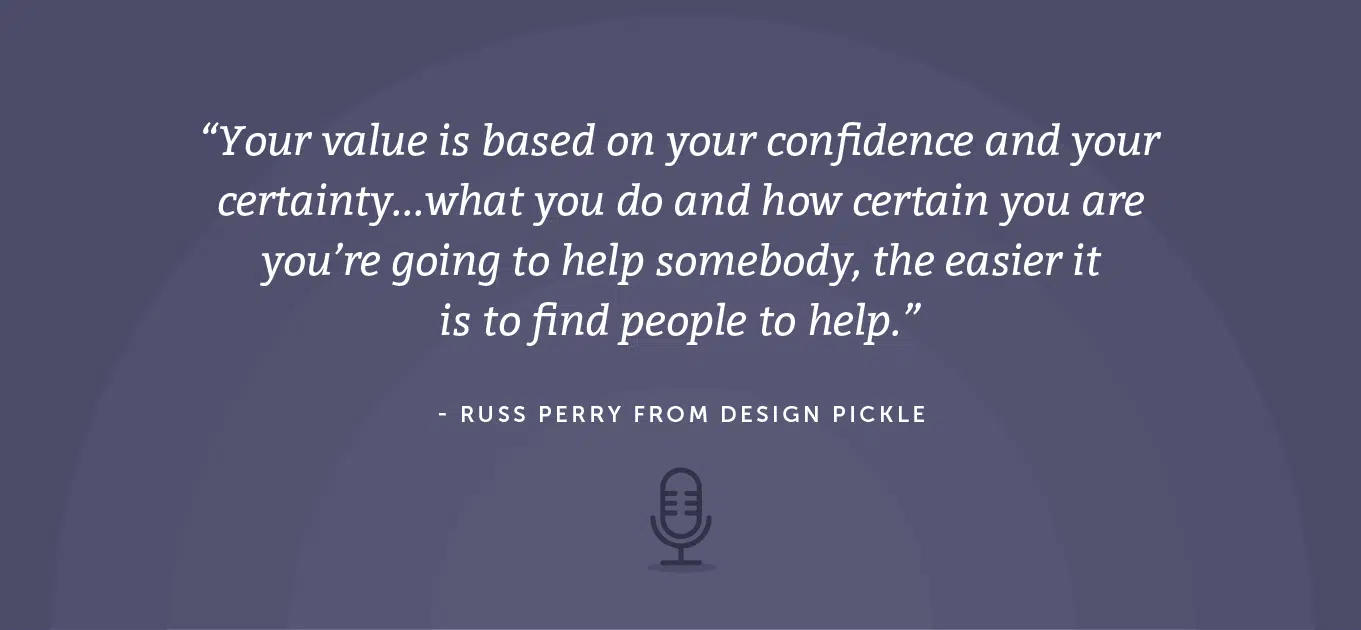 “Your value is based on your confidence and your
certainty...what you do and how certain you are
you’re going to help somebody, the easier it
is to find people to help.”
- RUSS PERRY FROM DESIGN PICKLE